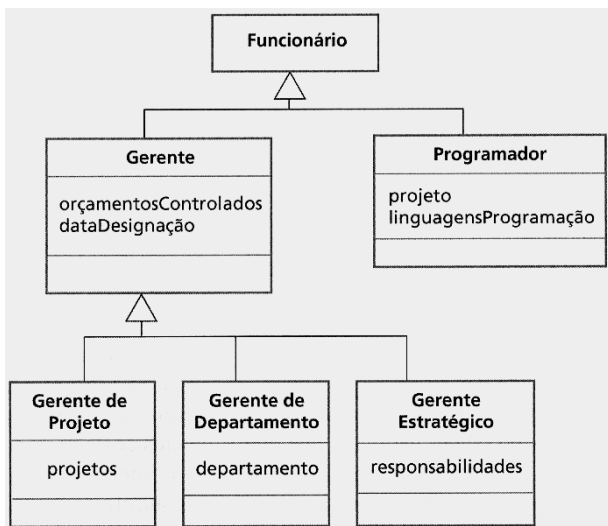 Funcionário
Gerente
orçamentosControlados
dataDesignação
Programador
projeto
linguagensProgramação
Gerente de
Projeto
projetos
Gerente de
Departamento
departamento
Gerente
Estratégico
responsabilidades